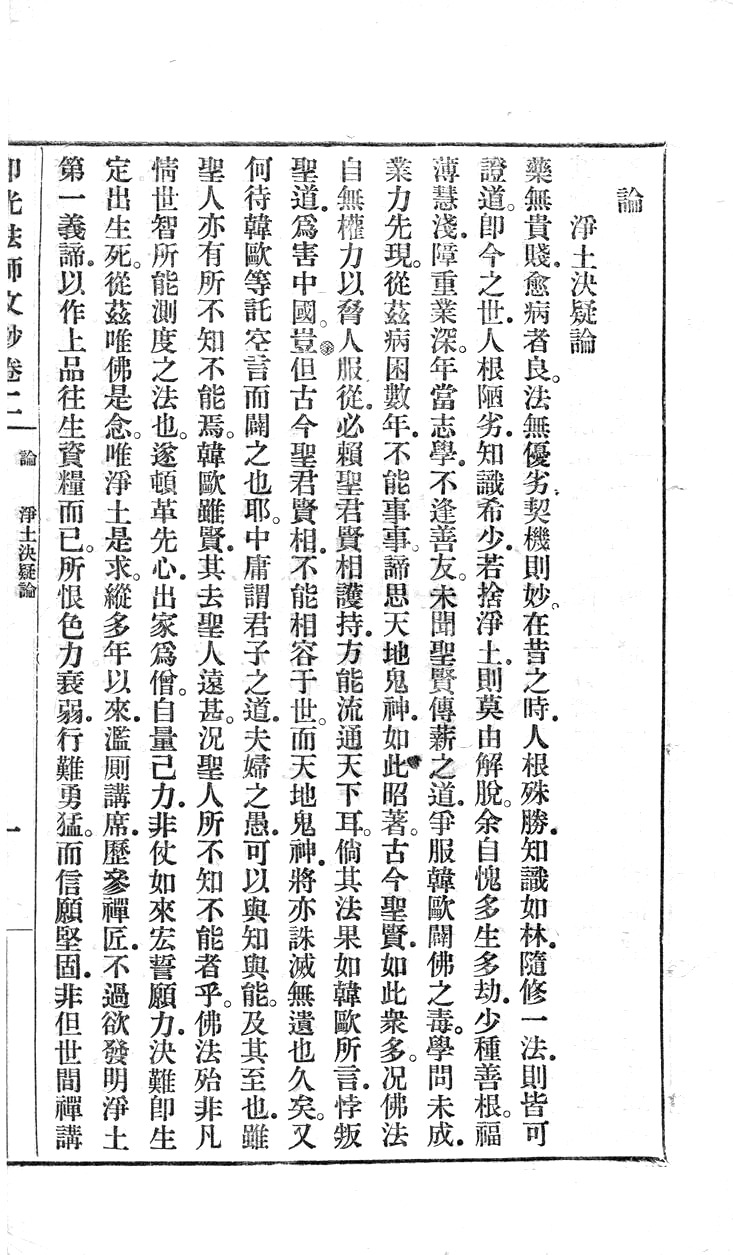 論
淨土決疑論
藥無貴賤。愈病者良。法無優劣。契機則妙。在昔之時。人根殊勝。知識如林。隨修一法。則皆可
證道。卽今之世。人根陋劣。知識希少。若捨淨土。則莫由解脫。余自愧多生多劫。少種善根。福
薄慧淺。障重業深。年當志學。不逢善友。未聞聖賢傳薪之道。爭服韓歐闢佛之毒。學問未成。
業力先現。從茲病困數年。不能事事。諦思天地鬼神。如此昭著。古今聖賢。如此衆多。况佛法
自無權力以脅人服從。必賴聖君賢相護持。方能流通天下耳。倘其法果如韓歐所言。悖叛
聖道。爲害中國。豈但古今聖君賢相。不能相容于世。而天地鬼神。將亦誅滅無遺也久矣。又
何待韓歐等託空言而闢之也耶。中庸謂君子之道。夫婦之愚。可以與知與能。及其至也。雖
聖人亦有所不知不能焉。韓歐雖賢。其去聖人遠甚。況聖人所不知不能者乎。佛法殆非凡
情世智所能測度之法也。遂頓革先心。出家爲僧。自量己力。非仗如來宏誓願力。決難卽生
定出生死。從茲唯佛是念。唯淨土是求。縱多年以來。濫厠講席。歷參禪匠。不過欲發明淨土
第一義諦。以作上品往生資糧而已。所恨色力衰弱。行難勇猛。而信願堅固。非但世間禪講
印光法師文鈔卷二
論
淨土決疑論
一